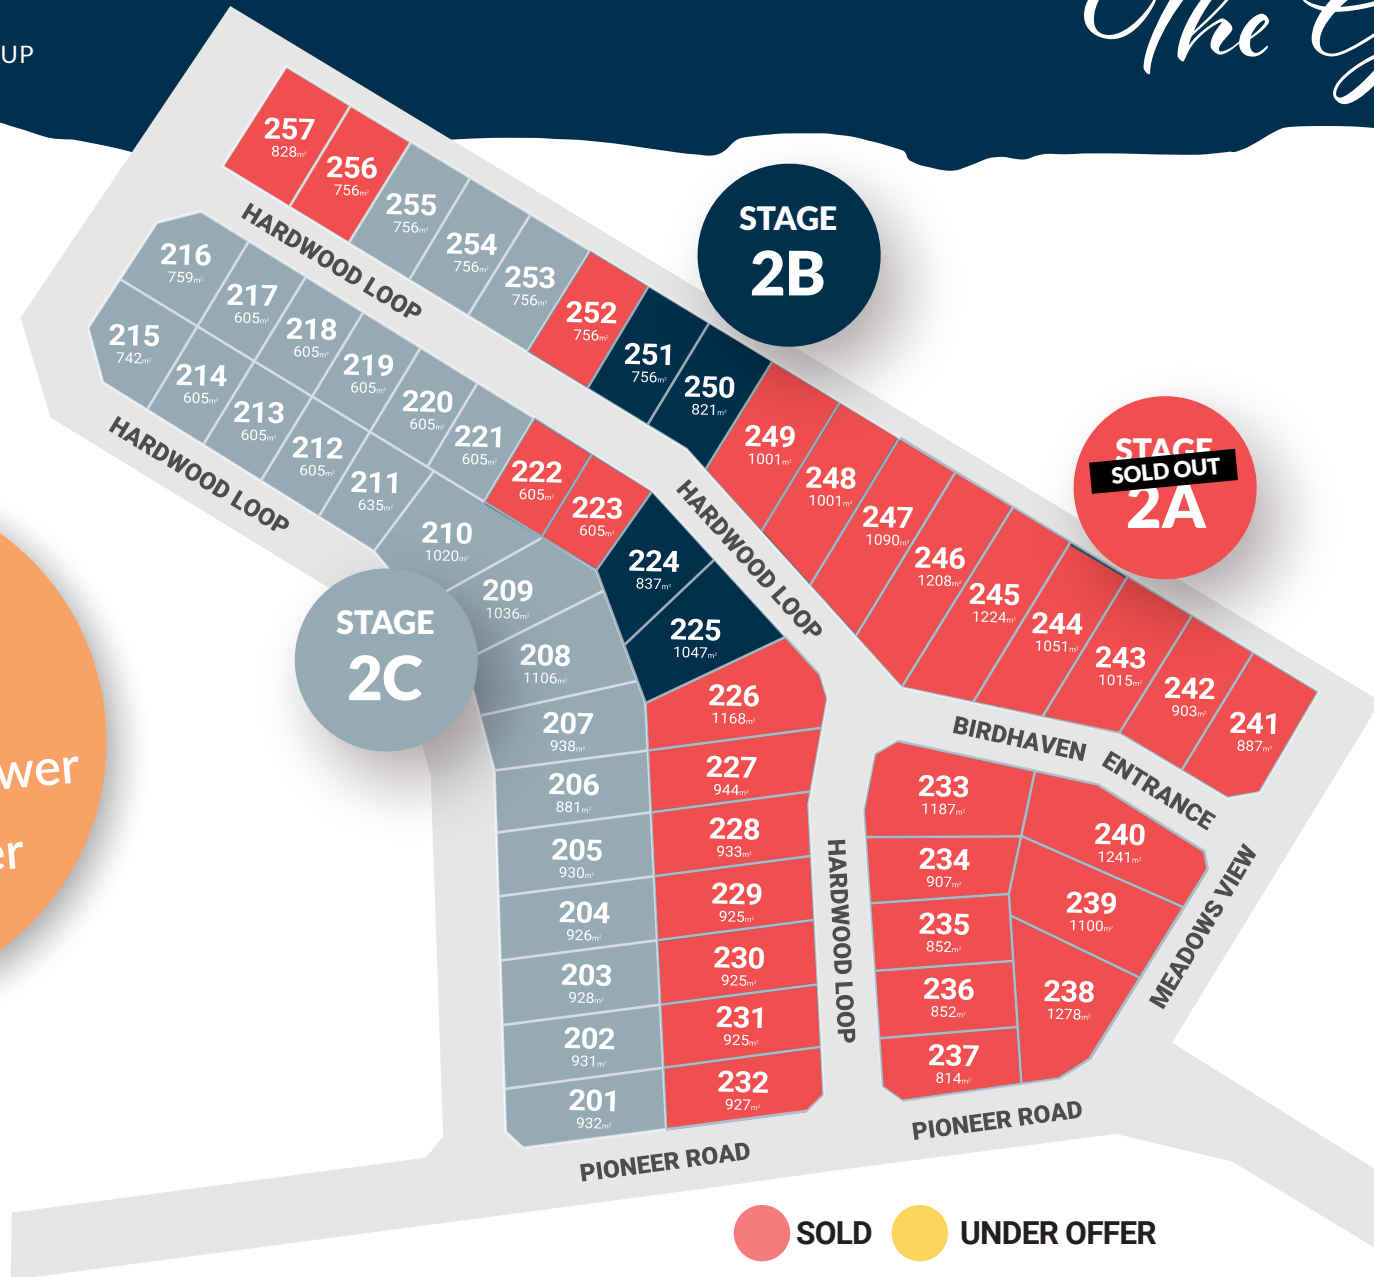 UP
The G
257
828m²
256
756m²
255
756m²
254
756m²
253
756m²
252
756m²
251
756m²
250
821m²
249
1001m²
248
1001m²
247
1090m²
246
1208m²
245
1224m²
244
1051m²
243
1015m²
242
903m²
241
887m²
STAGE
2B
STAGE
SOLD OUT
2A
HARDWOOD LOOP
216
759m²
217
605m²
218
605m²
219
605m²
220
605m²
221
605m²
222
605m²
223
605m²
224
837m²
225
1047m²
215
742m²
214
605m²
213
605m²
212
605m²
211
635m²
210
1020m²
209
1036m²
208
1106m²
207
938m²
206
881m²
205
930m²
204
926m²
203
928m²
202
931m²
201
932m²
HARDWOOD LOOP
HARDWOOD LOOP
STAGE
2C
226
1168m²
227
944m²
228
933m²
229
925m²
230
925m²
231
925m²
232
927m²
HARDWOOD LOOP
BIRDHAVEN ENTRANCE
233
1187m²
234
907m²
235
852m²
236
852m²
237
814m²
240
1241m²
239
1100m²
238
1278m²
MEADOWS VIEW
wer
er
PIONEER ROAD
PIONEER ROAD
SOLD
UNDER OFFER